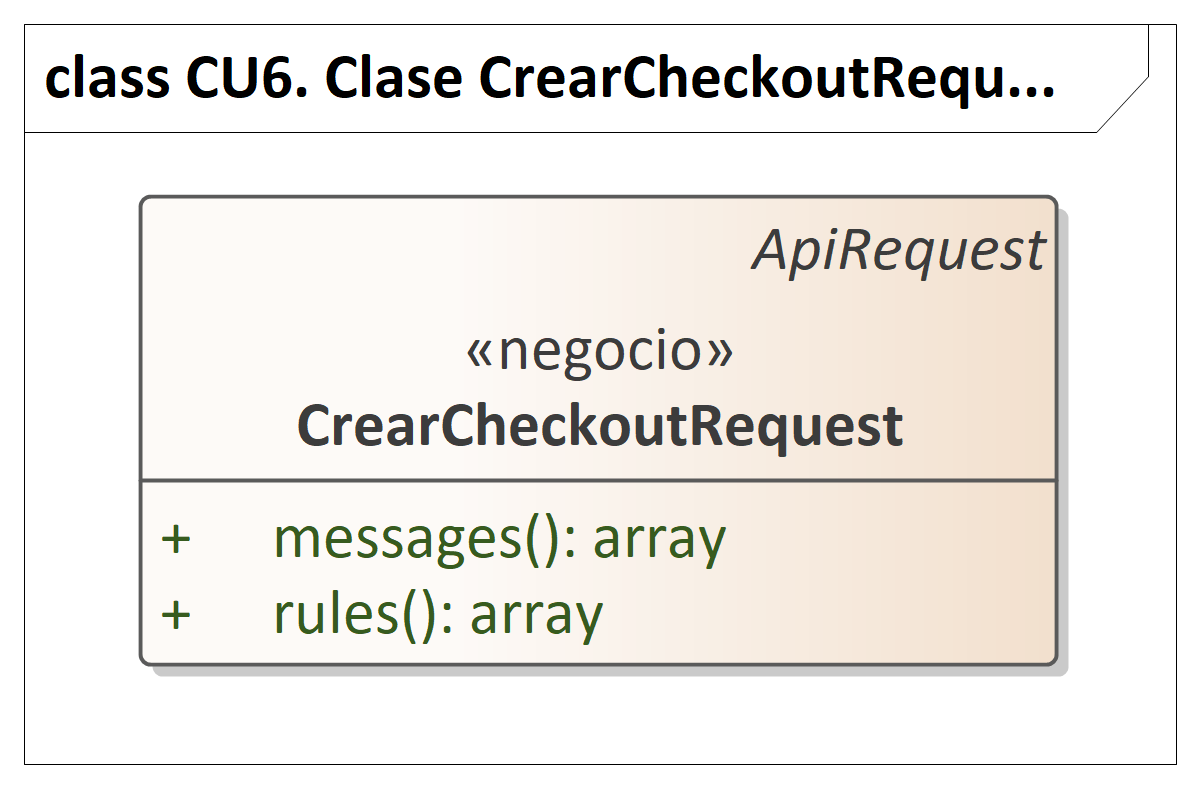 class CU6. Clase CrearCheckoutRequ...
ApiRequest
«negocio»
CrearCheckoutRequest
+ messages(): array
+ rules(): array